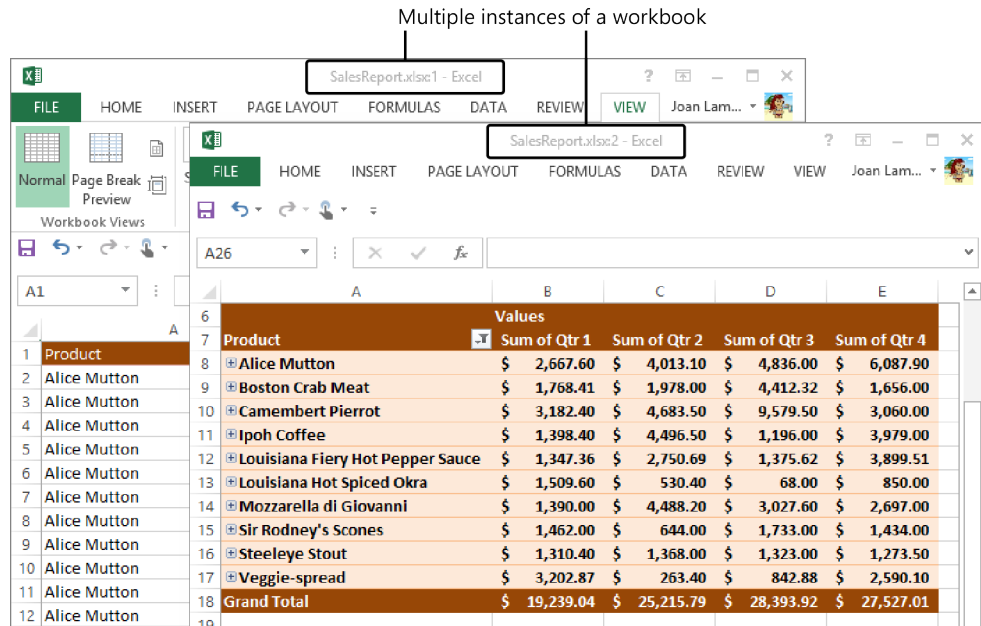 Multiple instances of a workbook
SalesReport.xlsx:1 - Excel
FILE HOME INSERT PAGE LAYOUT FORMULAS DATA REVIEW VIEW Joan Lam...
Normal Page Break Preview
Workbook Views
A1
A
1 Product
2 Alice Mutton
3 Alice Mutton
4 Alice Mutton
5 Alice Mutton
6 Alice Mutton
7 Alice Mutton
8 Alice Mutton
9 Alice Mutton
10 Alice Mutton
11 Alice Mutton
12 Alice Mutton
SalesReport.xlsx:2 - Excel
FILE HOME INSERT PAGE LAYOUT FORMULAS DATA REVIEW VIEW Joan Lam...
A26 fx
A B C D E
6 Values
7 Product Sum of Qtr 1 Sum of Qtr 2 Sum of Qtr 3 Sum of Qtr 4
8 Alice Mutton $ 2,667.60 $ 4,013.10 $ 4,836.00 $ 6,087.90
9 Boston Crab Meat $ 1,768.41 $ 1,978.00 $ 4,412.32 $ 1,656.00
10 Camembert Pierrot $ 3,182.40 $ 4,683.50 $ 9,579.50 $ 3,060.00
11 Ipoh Coffee $ 1,398.40 $ 4,496.50 $ 1,196.00 $ 3,979.00
12 Louisiana Fiery Hot Pepper Sauce $ 1,347.36 $ 2,750.69 $ 1,375.62 $ 3,899.51
13 Louisiana Hot Spiced Okra $ 1,509.60 $ 530.40 $ 68.00 $ 850.00
14 Mozzarella di Giovanni $ 1,390.00 $ 4,488.20 $ 3,027.60 $ 2,697.00
15 Sir Rodney's Scones $ 1,462.00 $ 644.00 $ 1,733.00 $ 1,434.00
16 Steeleye Stout $ 1,310.40 $ 1,368.00 $ 1,323.00 $ 1,273.50
17 Veggie-spread $ 3,202.87 $ 263.40 $ 842.88 $ 2,590.10
18 Grand Total $ 19,239.04 $ 25,215.79 $ 28,393.92 $ 27,527.01
19